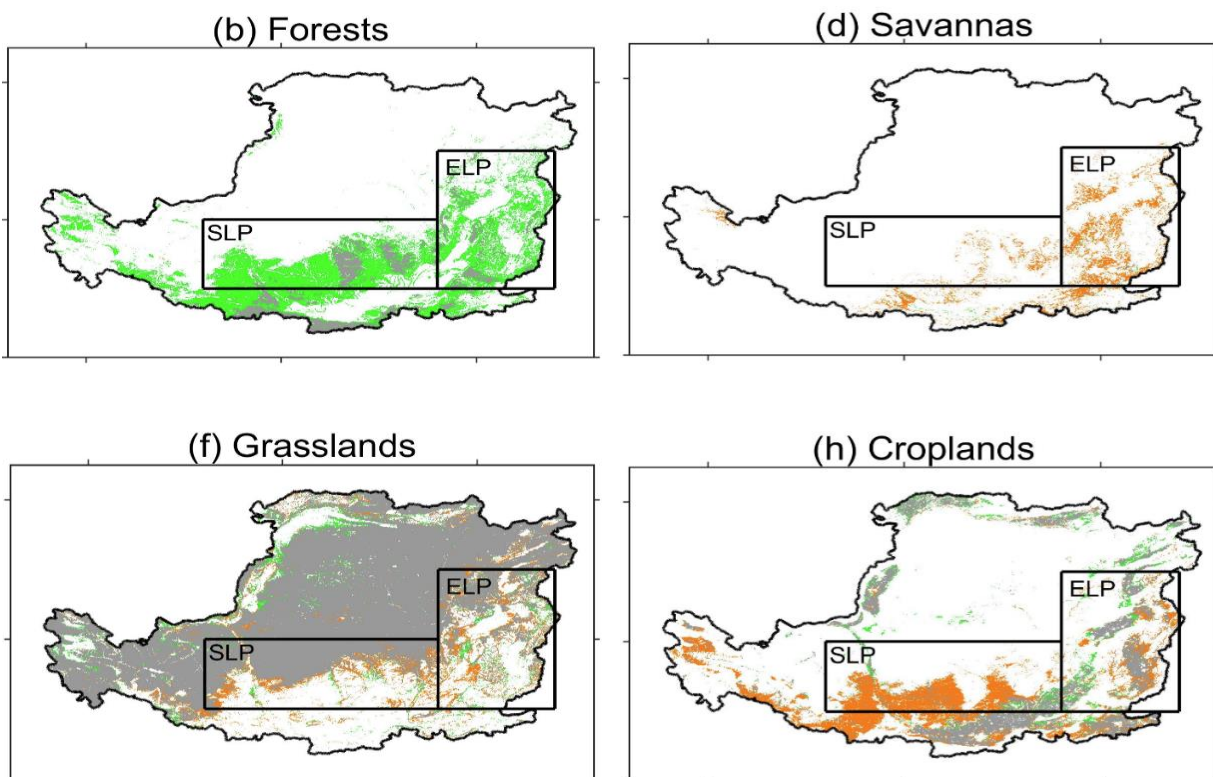 (b) Forests
ELP
SLP
(d) Savannas
ELP
SLP
(f) Grasslands
ELP
SLP
(h) Croplands
ELP
SLP